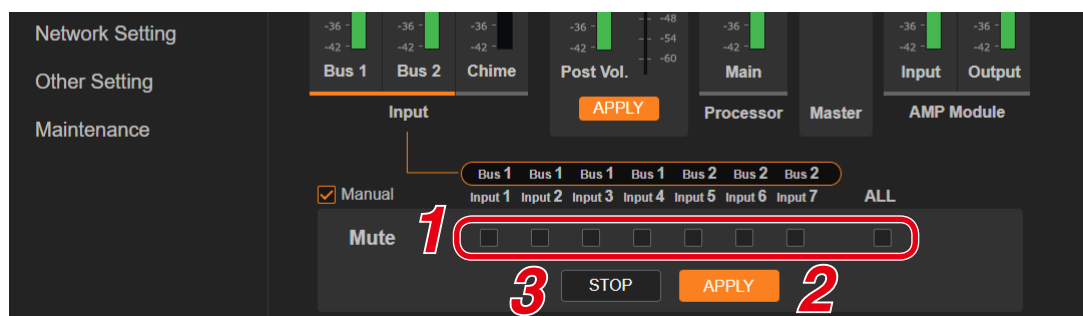 Network Setting
Other Setting
Maintenance
-36 -36 -36 -36 -48 -36 -36 -36
-42 -42 -42 -42 -54 -42 -42 -42
-60
Bus 1 Bus 2 Chime Post Vol. Main Input Output
APPLY
Input Processor Master AMP Module
Bus 1 Bus 1 Bus 1 Bus 1 Bus 2 Bus 2 Bus 2
Manual Input 1 Input 2 Input 3 Input 4 Input 5 Input 6 Input 7 ALL
Mute 1
3 STOP APPLY 2